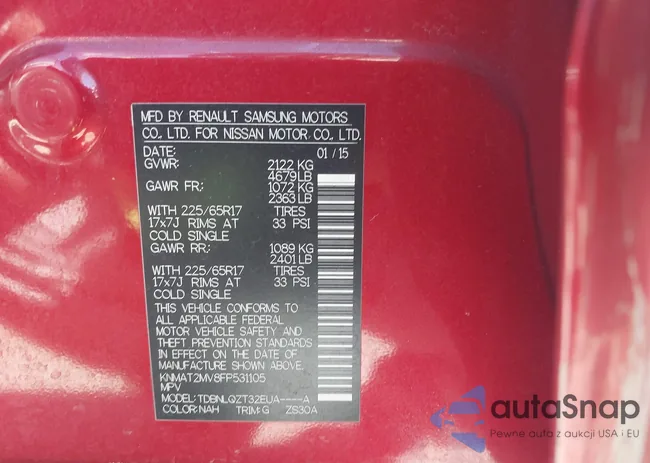 MFD BY RENAULT SAMSUNG MOTORS
CO., LTD. FOR NISSAN MOTOR CO., LTD.
DATE: 01 / 15
GVWR: 2122 KG
4679 LB
GAWR FR: 1072 KG
2363 LB
WITH 225/65R17 TIRES
17x7J RIMS AT 33 PSI
COLD SINGLE
GAWR RR: 1089 KG
2401 LB
WITH 225/65R17 TIRES
17x7J RIMS AT 33 PSI
COLD SINGLE
THIS VEHICLE CONFORMS TO
ALL APPLICABLE FEDERAL
MOTOR VEHICLE SAFETY AND
THEFT PREVENTION STANDARDS
IN EFFECT ON THE DATE OF
MANUFACTURE SHOWN ABOVE.
KNMAT2MV8FP531105
MPV
MODEL: TDBNLQZT32EUA----A
COLOR: NAH TRIM: G ZS30A
autoSnap
Pewne auta z aukcji USA i EU